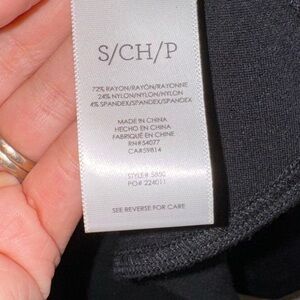 S/CH/P
72% RAYON/RAYÓN/RAYONNE
24% NYLON/NYLON/NYLON
4% SPANDEX/SPANDEX/SPANDEX
MADE IN CHINA
HECHO EN CHINA
FABRIQUÉ EN CHINE
RN#54077
CA#59814
STYLE# 5850
PO# 224011
SEE REVERSE FOR CARE